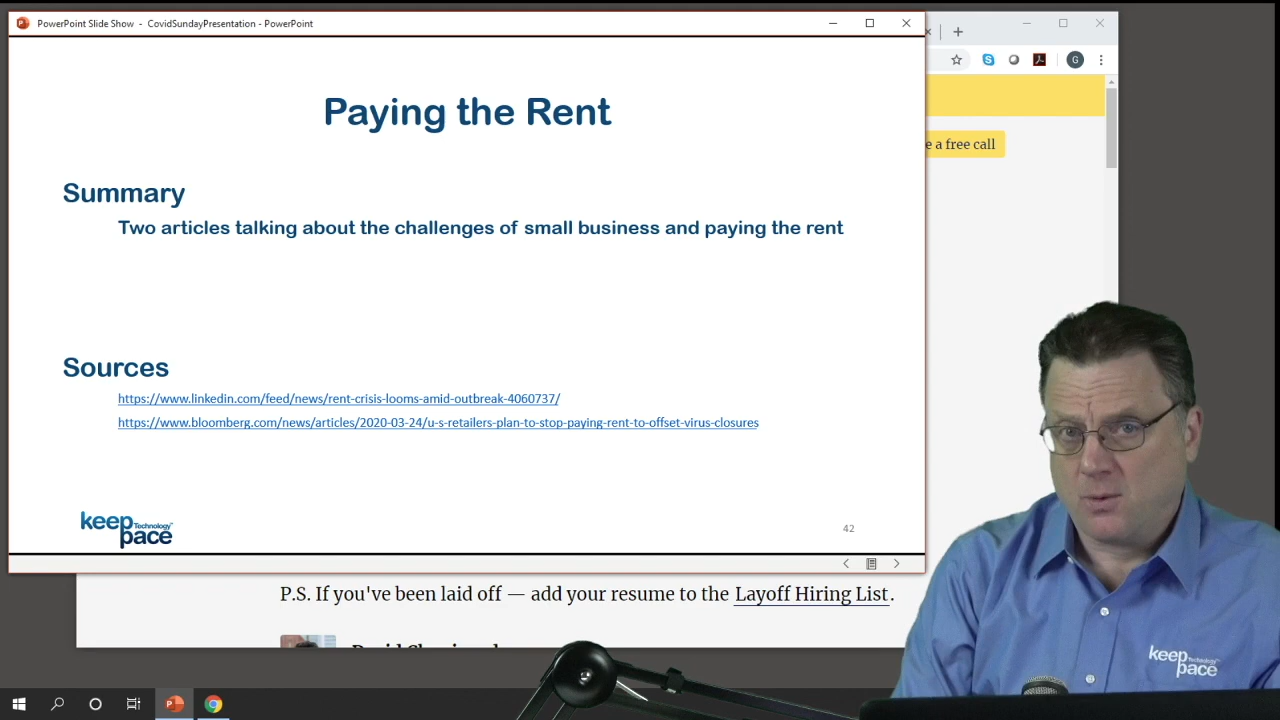 PowerPoint Slide Show - CovidSundayPresentation - PowerPoint
G
Paying the Rent
e a free call
Summary
Two articles talking about the challenges of small business and paying the rent
Sources
https://www.linkedin.com/feed/news/rent-crisis-looms-amid-outbreak-4060737/
https://www.bloomberg.com/news/articles/2020-03-24/u-s-retailers-plan-to-stop-paying-rent-to-offset-virus-closures
keep
Technology
pace
42
P.S. If you've been laid off — add your resume to the Layoff Hiring List.
keep
Technology
pace